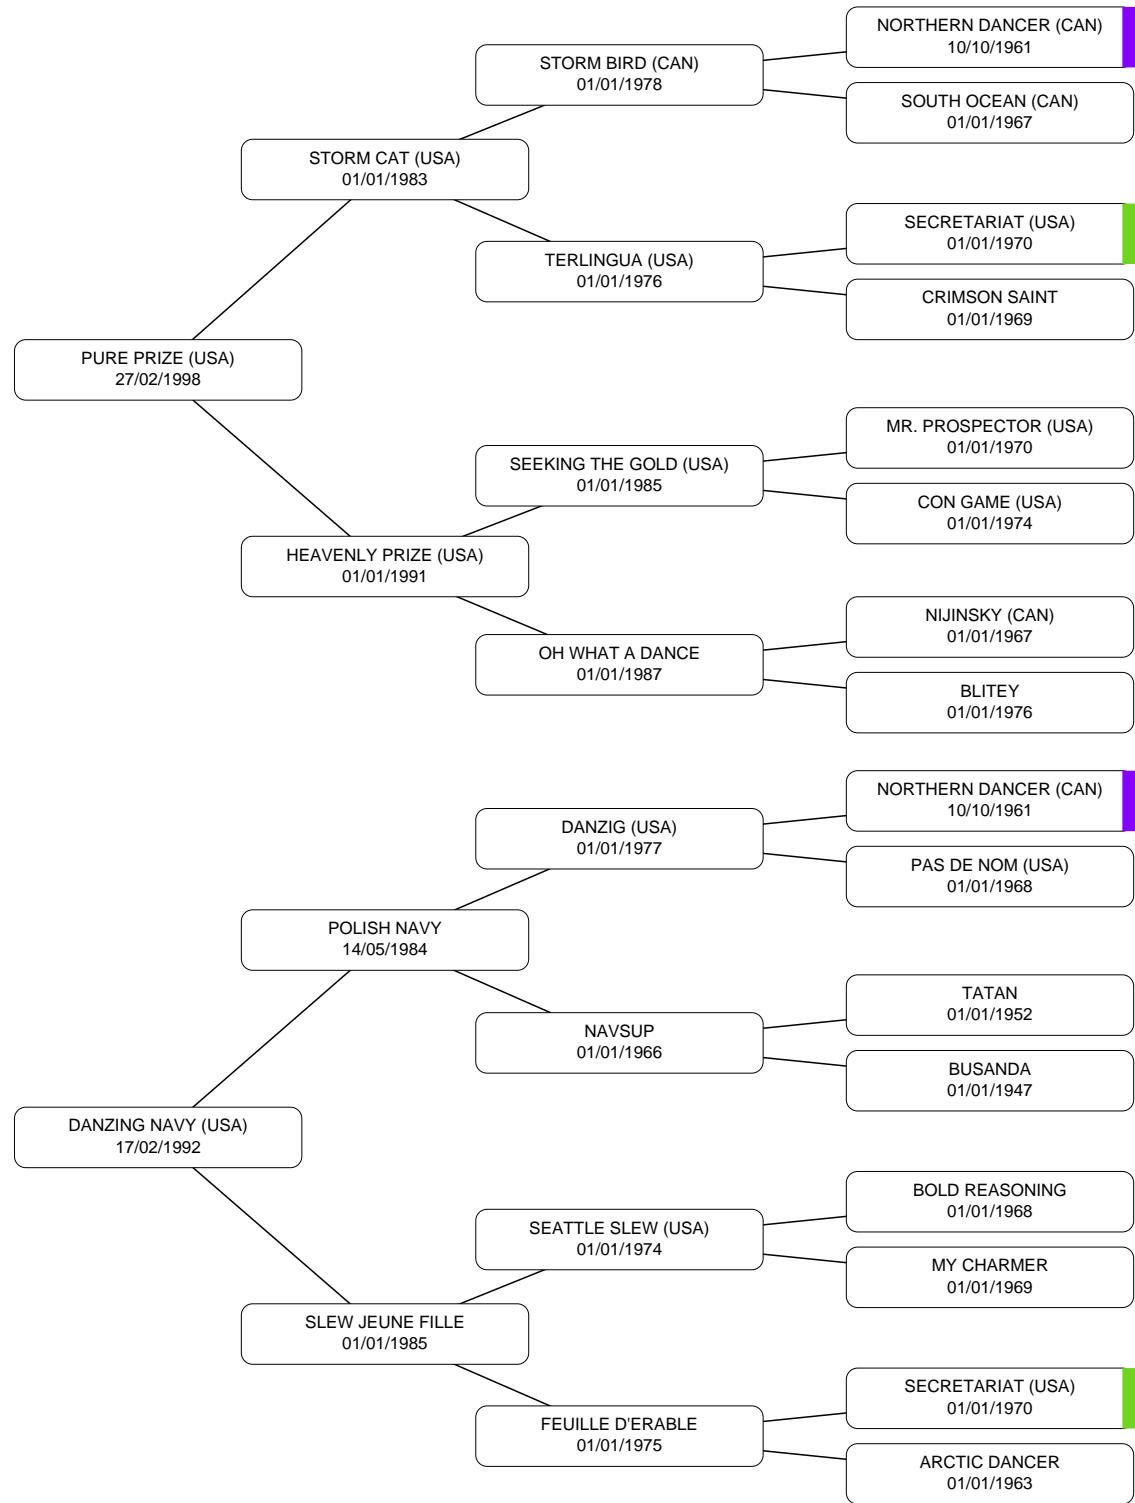 NORTHERN DANCER (CAN)
10/10/1961
STORM BIRD (CAN)
01/01/1978
SOUTH OCEAN (CAN)
01/01/1967
STORM CAT (USA)
01/01/1983
SECRETARIAT (USA)
01/01/1970
TERLINGUA (USA)
01/01/1976
CRIMSON SAINT
01/01/1969
PURE PRIZE (USA)
27/02/1998
MR. PROSPECTOR (USA)
01/01/1970
SEEKING THE GOLD (USA)
01/01/1985
CON GAME (USA)
01/01/1974
HEAVENLY PRIZE (USA)
01/01/1991
NIJINSKY (CAN)
01/01/1967
OH WHAT A DANCE
01/01/1987
BLITEY
01/01/1976
NORTHERN DANCER (CAN)
10/10/1961
DANZIG (USA)
01/01/1977
PAS DE NOM (USA)
01/01/1968
POLISH NAVY
14/05/1984
TATAN
01/01/1952
NAVSUP
01/01/1966
BUSANDA
01/01/1947
DANZING NAVY (USA)
17/02/1992
BOLD REASONING
01/01/1968
SEATTLE SLEW (USA)
01/01/1974
MY CHARMER
01/01/1969
SLEW JEUNE FILLE
01/01/1985
SECRETARIAT (USA)
01/01/1970
FEUILLE D'ERABLE
01/01/1975
ARCTIC DANCER
01/01/1963